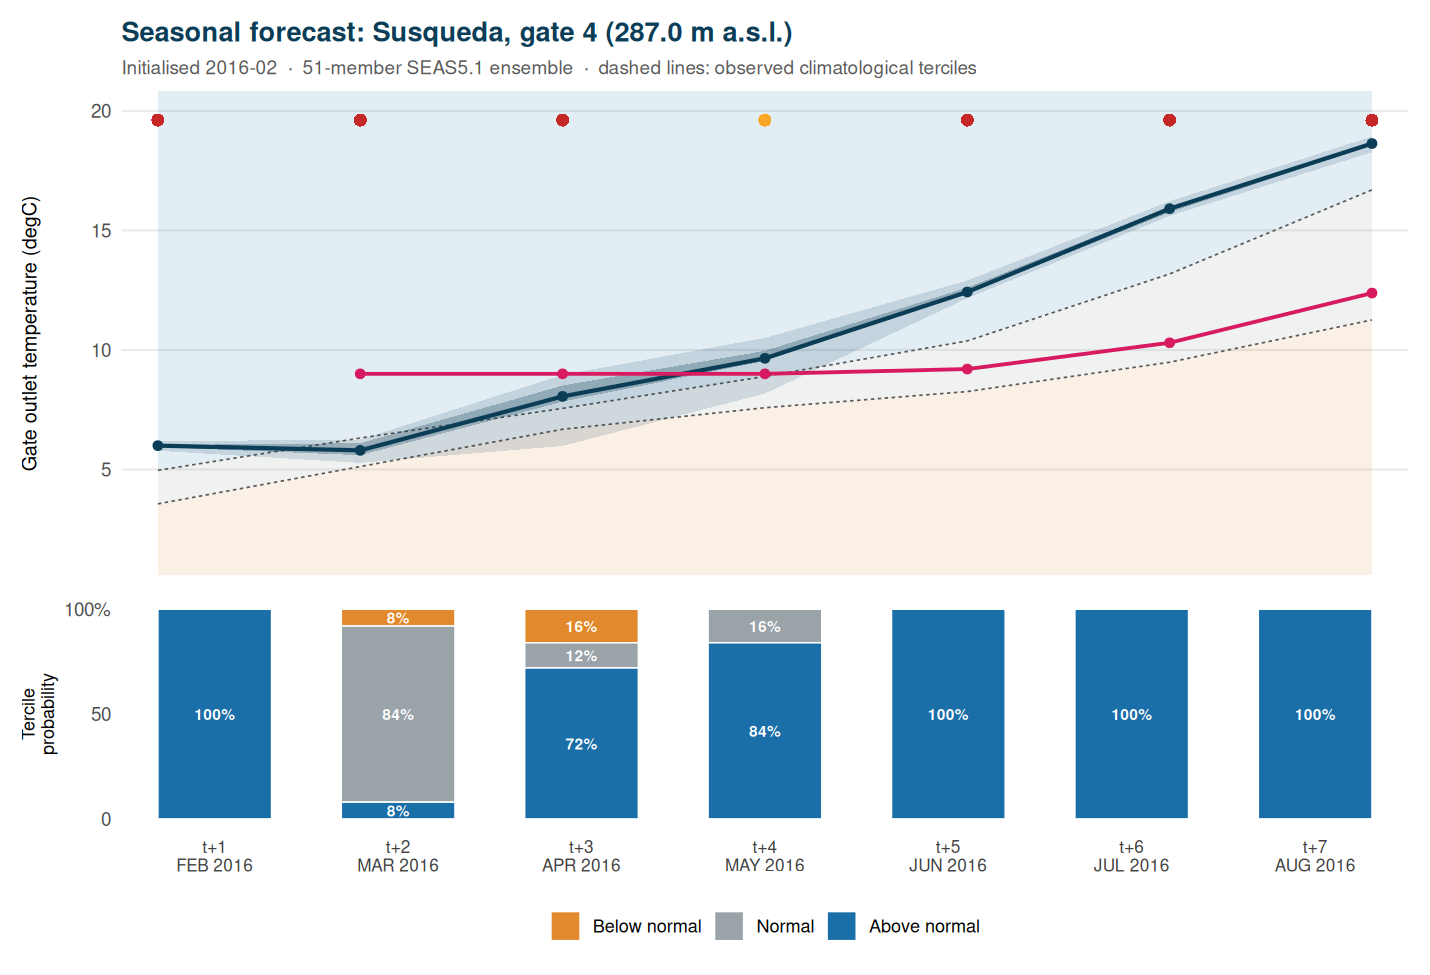 Seasonal forecast: Susqueda, gate 4 (287.0 m a.s.l.)
Initialised 2016-02 · 51-member SEAS5.1 ensemble · dashed lines: observed climatological terciles
Gate outlet temperature (degC)
20
15
10
5
Tercile
probability
100%
50
0
100%
8%
84%
8%
16%
12%
72%
16%
84%
100%
100%
100%
t+1
FEB 2016
t+2
MAR 2016
t+3
APR 2016
t+4
MAY 2016
t+5
JUN 2016
t+6
JUL 2016
t+7
AUG 2016
Below normal
Normal
Above normal